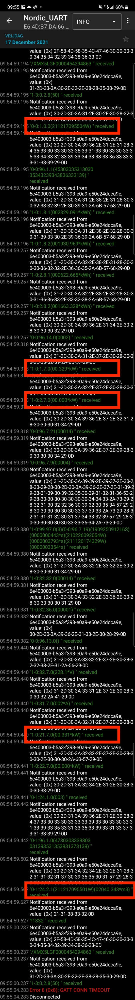 09:55 60%
Nordic_UART INFO
E6:4D:B7:DA:66:...
VRIJDAG
17 December 2021
value: (0x) 2F-58-4D-58-35-4C-47-46-30-30-30-3
0-34-35-34-32-39-34-38-36-33-0D
09:54:59.194 "/XMX5LGF0000454294863 " received
09:54:59.195 Notification received from
6e400003-b5a3-f393-e0a9-e50e24dcca9e,
value: (0x)
31-2D-33-3A-30-2E-32-2E-38-28-35-30-29-0D
09:54:59.195 "1-3:0.2.8(50) " received
09:54:59.195 Notification received from
6e400003-b5a3-f393-e0a9-e50e24dcca9e,
value: (0x) 30-2D-30-3A-31-2E-30-2E-30-28-32-3
09:54:59.195 "0-0:1.0.0(211217095504W) " received
6e400003-b5a3-f393-e0a9-e50e24dcca9e,
value: (0x) 30-2D-30-3A-39-36-2E-31-2E-31-28-3
4-35-33-30-33-30-33-35-33-31-33-30-33-30-33-3
5-33-34-33-32-33-39-33-34-33-38-33-36-33-33-3
3-31-33-39-29-0D
09:54:59.195 "0-0:96.1.1(45303035313030
35343239343836333139) "
received
09:54:59.196 Notification received from
6e400003-b5a3-f393-e0a9-e50e24dcca9e,
value: (0x) 31-2D-30-3A-31-2E-38-2E-31-28-30-3
0-32-33-32-39-2E-30-39-31-2A-6B-57-68-29-0D
09:54:59.196 "1-0:1.8.1(002329.091*kWh) " received
09:54:59.196 Notification received from
6e400003-b5a3-f393-e0a9-e50e24dcca9e,
value: (0x) 31-2D-30-3A-31-2E-38-2E-32-28-30-3
0-31-39-33-30-2E-39-36-39-2A-6B-57-68-29-0D
09:54:59.196 "1-0:1.8.2(001930.969*kWh) " received
09:54:59.257 Notification received from
6e400003-b5a3-f393-e0a9-e50e24dcca9e,
value: (0x) 31-2D-30-3A-32-2E-38-2E-31-28-30-3
0-30-36-32-32-2E-36-36-35-2A-6B-57-68-29-0D
09:54:59.257 "1-0:2.8.1(000622.665*kWh) " received
09:54:59.257 Notification received from
6e400003-b5a3-f393-e0a9-e50e24dcca9e,
value: (0x) 31-2D-30-3A-32-2E-38-2E-32-28-30-3
0-31-36-36-33-2E-33-32-38-2A-6B-57-68-29-0D
09:54:59.257 "1-0:2.8.2(001663.328*kWh) " received
09:54:59.257 Notification received from
6e400003-b5a3-f393-e0a9-e50e24dcca9e,
value: (0x) 30-2D-30-3A-39-36-2E-31-34-2E-30-2
8-30-30-30-32-29-0D
09:54:59.257 "0-0:96.14.0(0002) " received
09:54:59.318 Notification received from
6e400003-b5a3-f393-e0a9-e50e24dcca9e,
value: (0x) 31-2D-30-3A-31-2E-37-2E-30-28-30-3
0-2E-33-32-39-2A-6B-57-29-0D
09:54:59.318 "1-0:1.7.0(00.329*kW) " received
6e400003-b5a3-f393-e0a9-e50e24dcca9e,
value: (0x) 31-2D-30-3A-32-2E-37-2E-30-28-30-3
09:54:59.318 "1-0:2.7.0(00.000*kW) " received
6e400003-b5a3-f393-e0a9-e50e24dcca9e,
value: (0x) 30-2D-30-3A-39-36-2E-37-2E-32-31-2
8-30-30-30-31-34-29-0D
09:54:59.318 "0-0:96.7.21(00014) " received
09:54:59.319 Notification received from
6e400003-b5a3-f393-e0a9-e50e24dcca9e,
value: (0x) 30-2D-30-3A-39-36-2E-37-2E-39-28-3
0-30-30-30-34-29-0D
09:54:59.319 "0-0:96.7.9(00004) " received
09:54:59.380 Notification received from
6e400003-b5a3-f393-e0a9-e50e24dcca9e,
value: (0x) 31-2D-30-3A-39-39-2E-39-37-2E-30-2
8-33-29-28-30-2D-30-3A-39-36-2E-37-2E-31-39-2
9-28-31-39-30-39-32-35-30-39-31-32-31-36-53-2
9-28-30-30-30-30-30-30-30-34-34-33-2A-73-29-2
8-32-31-30-32-32-36-30-39-32-30-35-34-57-29-2
8-30-30-30-30-30-30-33-37-39-33-2A-73-29-28-3
2-31-31-31-32-30-31-37-34-33-32-39-57-29-28-3
0-30-30-30-30-30-33-33-35-34-2A-73-29-0D
09:54:59.380 "1-0:99.97.0(3)(0-0:96.7.19)(190925091216S)
(0000000443*s)(210226092054W)
(0000003793*s)(211120174329W)
(0000003354*s) " received
09:54:59.380 Notification received from
6e400003-b5a3-f393-e0a9-e50e24dcca9e,
value: (0x) 31-2D-30-3A-33-32-2E-33-32-2E-30-2
8-30-30-30-31-34-29-0D
09:54:59.380 "1-0:32.32.0(00014) " received
09:54:59.381 Notification received from
6e400003-b5a3-f393-e0a9-e50e24dcca9e,
value: (0x) 31-2D-30-3A-33-32-2E-33-36-2E-30-2
8-30-30-30-30-31-29-0D
09:54:59.381 "1-0:32.36.0(00001) " received
09:54:59.382 Notification received from
6e400003-b5a3-f393-e0a9-e50e24dcca9e,
value: (0x)
30-2D-30-3A-39-36-2E-31-33-2E-30-28-29-0D
09:54:59.382 "0-0:96.13.0() " received
09:54:59.440 Notification received from
6e400003-b5a3-f393-e0a9-e50e24dcca9e,
value: (0x) 31-2D-30-3A-33-32-2E-37-2E-30-28-3
2-32-38-2E-31-2A-56-29-0D
09:54:59.440 "1-0:32.7.0(228.1*V) " received
09:54:59.440 Notification received from
6e400003-b5a3-f393-e0a9-e50e24dcca9e,
value: (0x) 31-2D-30-3A-33-31-2E-37-2E-30-28-3
0-30-32-2A-41-29-0D
09:54:59.440 "1-0:31.7.0(002*A) " received
09:54:59.440 Notification received from
6e400003-b5a3-f393-e0a9-e50e24dcca9e,
value: (0x) 31-2D-30-3A-32-31-2E-37-2E-30-28-3
0-30-2E-33-33-31-2A-6B-57-29-0D
09:54:59.440 "1-0:21.7.0(00.331*kW) " received
6e400003-b5a3-f393-e0a9-e50e24dcca9e,
value: (0x) 31-2D-30-3A-32-32-2E-37-2E-30-28-3
0-30-2E-30-30-30-2A-6B-57-29-0D
09:54:59.441 "1-0:22.7.0(00.000*kW) " received
09:54:59.441 Notification received from
6e400003-b5a3-f393-e0a9-e50e24dcca9e,
value: (0x) 30-2D-31-3A-32-34-2E-31-2E-30-28-3
0-30-33-29-0D
09:54:59.441 "0-1:24.1.0(003) " received
09:54:59.442 Notification received from
6e400003-b5a3-f393-e0a9-e50e24dcca9e,
value: (0x) 30-2D-31-3A-39-36-2E-31-2E-30-28-3
4-37-33-30-33-30-33-33-33-39-33-30-33-30-33-3
1-33-39-33-35-33-31-33-35-33-39-33-31-33-37-3
3-31-33-39-29-0D
09:54:59.442 "0-1:96.1.0(4730303339303
031393531353931373139) "
received
09:54:59.502 Notification received from
6e400003-b5a3-f393-e0a9-e50e24dcca9e,
value: (0x) 30-2D-31-3A-32-34-2E-32-2E-31-28-3
2-31-31-32-31-37-30-39-35-35-30-31-57-29-28-3
09:54:59.502 "0-1:24.2.1(211217095501W)(02040.343*m3) "
received
09:54:59.627 Notification received from
6e400003-b5a3-f393-e0a9-e50e24dcca9e,
value: (0x) 21-31-38-33-32-0D
09:54:59.627 "!1832 " received
09:55:00.237 Notification received from
6e400003-b5a3-f393-e0a9-e50e24dcca9e,
value: (0x) 2F-58-4D-58-35-4C-47-46-30-30-30-3
0-34-35-34-32-39-34-38-36-33-0D
09:55:00.237 "/XMX5LGF0000454294863 " received
09:55:00.237 Notification received from
6e400003-b5a3-f393-e0a9-e50e24dcca9e,
value: (0x)
31-2D-33-3A-30-2E-32-2E-38-28-35-30-29-0D
09:55:00.237 "1-3:0.2.8(50) " received
09:55:04.283 Error 8 (0x8): GATT CONN TIMEOUT
09:55:04.283 Disconnected